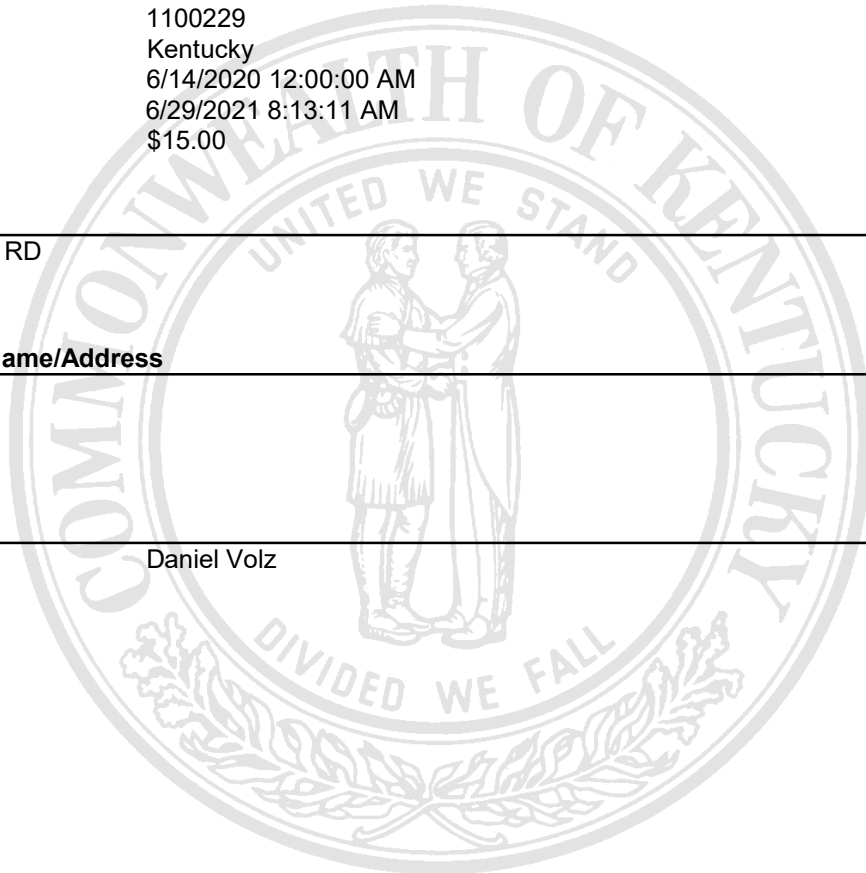 1100229
Kentucky
6/14/2020 12:00:00 AM
6/29/2021 8:13:11 AM
$15.00
COMMONWEALTH OF KENTUCKY
UNITED WE STAND
RD
ame/Address
Daniel Volz
DIVIDED WE FALL